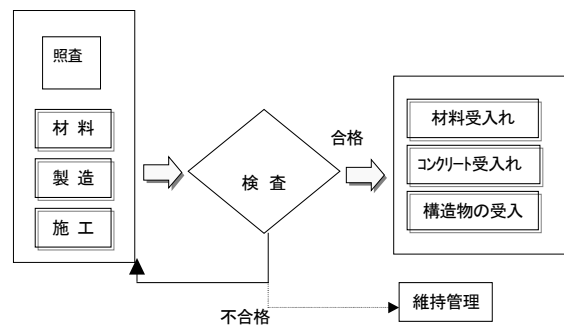 照査
材 料
製 造
施 工
検 査
合格
材料受入れ
コンクリート受入れ
構造物の受入
不合格
維持管理